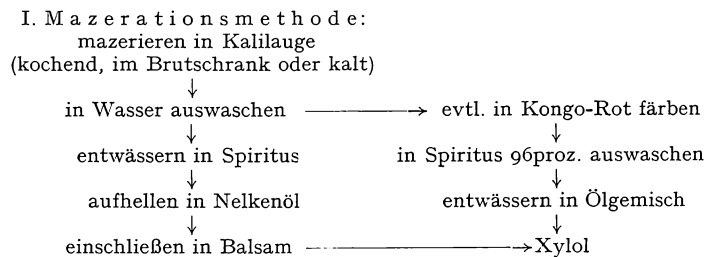 I. Mazerationsmethode:
mazerieren in Kalilauge
(kochend, im Brutschrank oder kalt)
in Wasser auswaschen → evtl. in Kongo-Rot färben
entwässern in Spiritus in Spiritus 96proz. auswaschen
aufhellen in Nelkenöl entwässern in Ölgemisch
einschließen in Balsam → Xylol